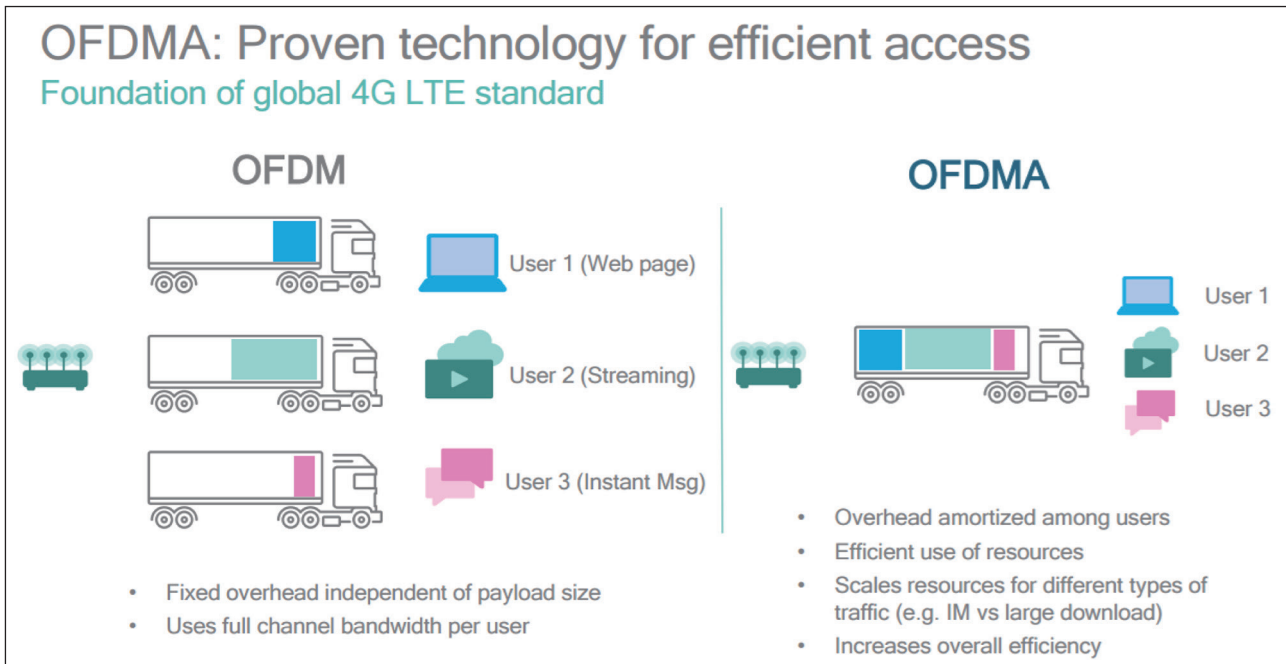 OFDMA: Proven technology for efficient access
Foundation of global 4G LTE standard
OFDM
User 1 (Web page)
User 2 (Streaming)
User 3 (Instant Msg)
• Fixed overhead independent of payload size
• Uses full channel bandwidth per user
OFDMA
User 1
User 2
User 3
• Overhead amortized among users
• Efficient use of resources
• Scales resources for different types of
traffic (e.g. IM vs large download)
• Increases overall efficiency